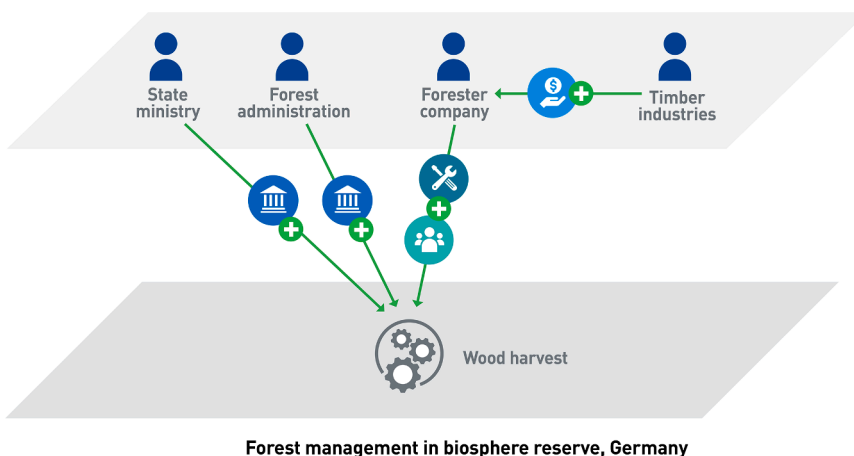 State
ministry
Forest
administration
Forester
company
$
Timber
industries
Wood harvest
Forest management in biosphere reserve, Germany